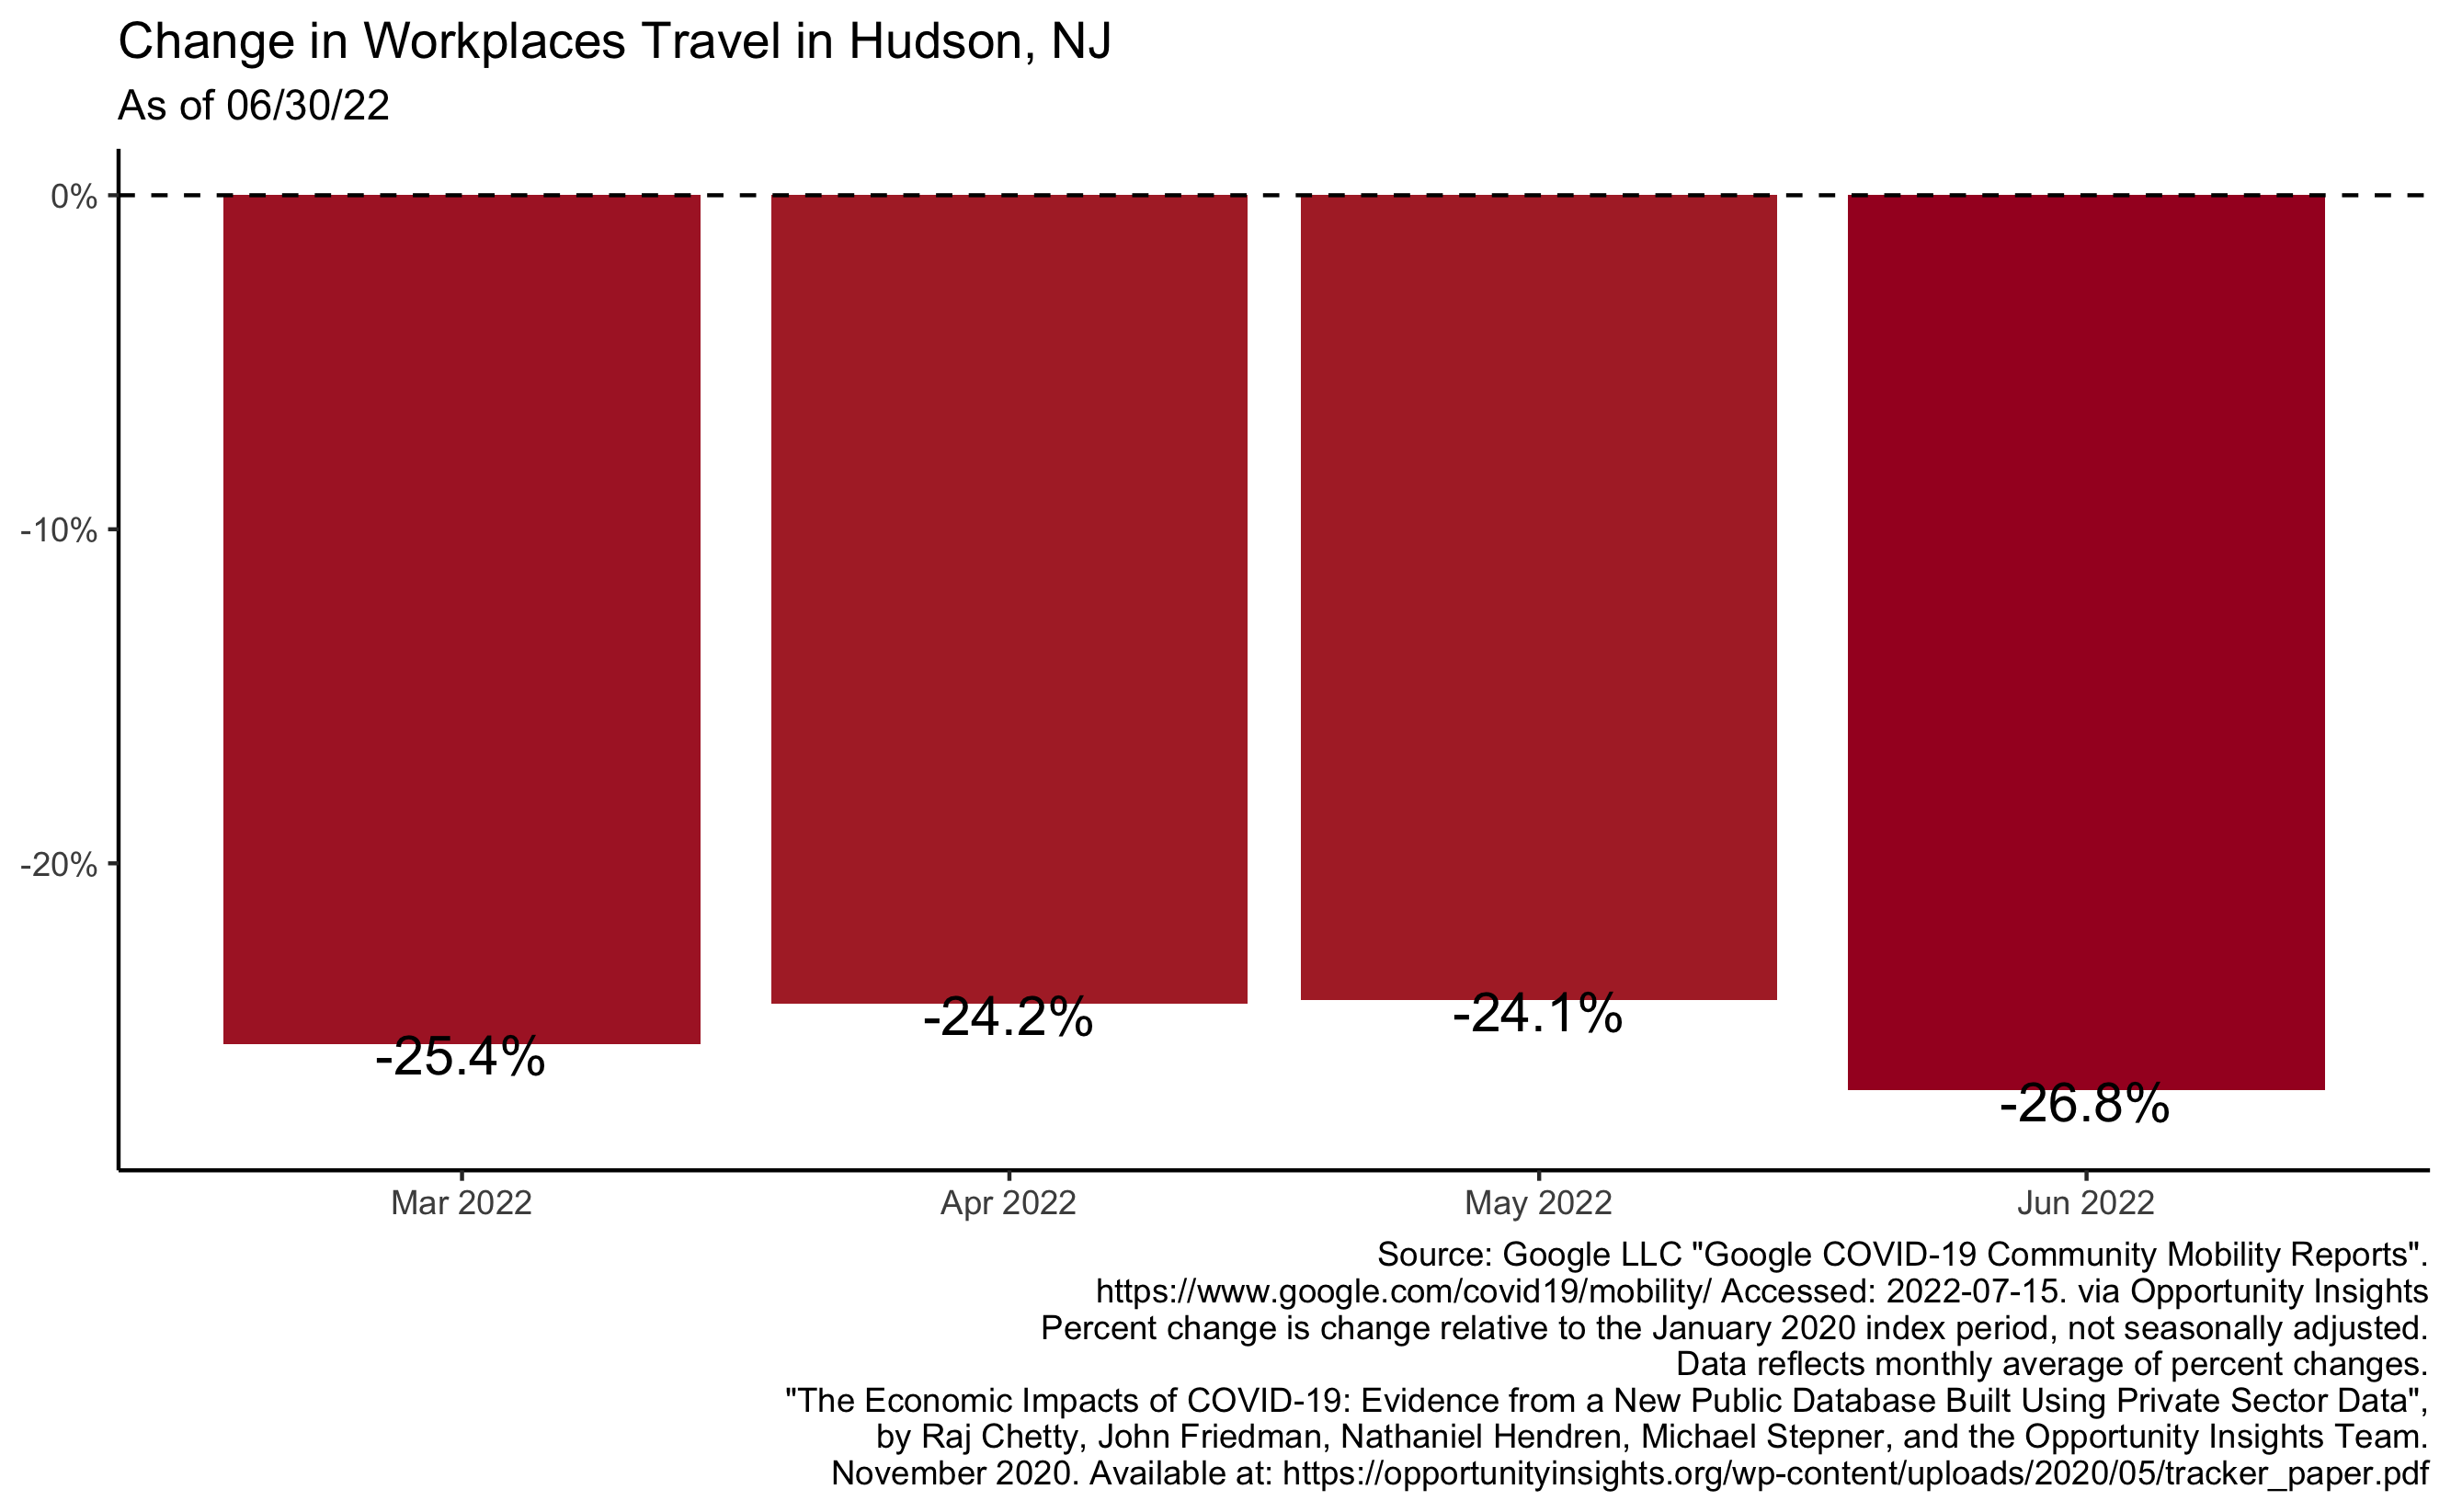 Change in Workplaces Travel in Hudson, NJ
As of 06/30/22
0%
-10%
-20%
-25.4%
-24.2%
-24.1%
-26.8%
Mar 2022
Apr 2022
May 2022
Jun 2022
Source: Google LLC "Google COVID-19 Community Mobility Reports".
https://www.google.com/covid19/mobility/ Accessed: 2022-07-15. via Opportunity Insights
Percent change is change relative to the January 2020 index period, not seasonally adjusted.
Data reflects monthly average of percent changes.
"The Economic Impacts of COVID-19: Evidence from a New Public Database Built Using Private Sector Data",
by Raj Chetty, John Friedman, Nathaniel Hendren, Michael Stepner, and the Opportunity Insights Team.
November 2020. Available at: https://opportunityinsights.org/wp-content/uploads/2020/05/tracker_paper.pdf